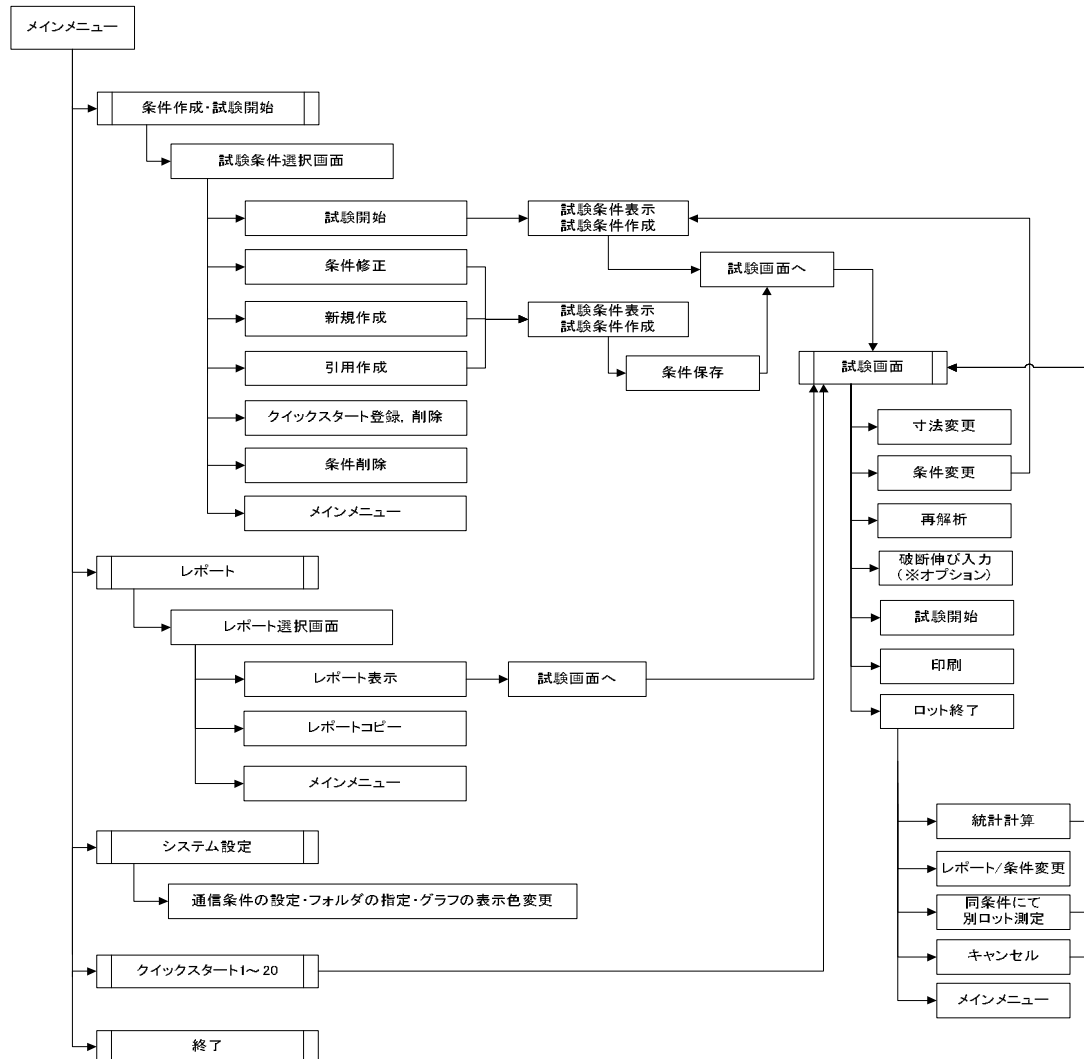 メインメニュー
条件作成・試験開始
試験条件選択画面
試験開始
条件修正
新規作成
引用作成
クイックスタート登録, 削除
条件削除
メインメニュー
試験条件表示
試験条件作成
試験画面へ
試験条件表示
試験条件作成
条件保存
試験画面
寸法変更
条件変更
再解析
破断伸び入力
(※オプション)
試験開始
印刷
ロット終了
統計計算
レポート/条件変更
同条件にて
別ロット測定
キャンセル
メインメニュー
レポート
レポート選択画面
レポート表示
試験画面へ
レポートコピー
メインメニュー
システム設定
通信条件の設定・フォルダの指定・グラフの表示色変更
クイックスタート1～20
終了